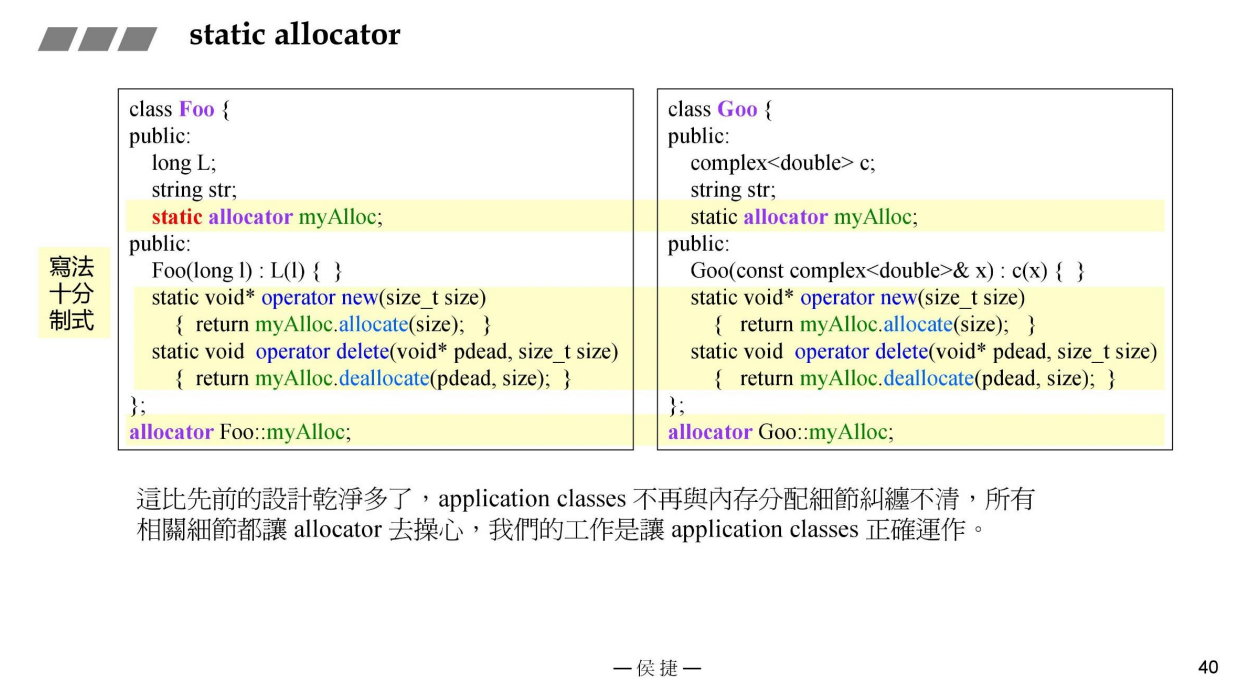 static allocator
class Foo {
public:
long L;
string str;
static allocator myAlloc;
public:
Foo(long l) : L(l) { }
static void* operator new(size_t size)
{ return myAlloc.allocate(size); }
static void operator delete(void* pdead, size_t size)
{ return myAlloc.deallocate(pdead, size); }
};
allocator Foo::myAlloc;
class Goo {
public:
complex<double> c;
string str;
static allocator myAlloc;
public:
Goo(const complex<double>& x) : c(x) { }
static void* operator new(size_t size)
{ return myAlloc.allocate(size); }
static void operator delete(void* pdead, size_t size)
{ return myAlloc.deallocate(pdead, size); }
};
allocator Goo::myAlloc;
寫法
十分
制式
這比先前的設計乾淨多了，application classes 不再與內存分配細節糾纏不清，所有
相關細節都讓 allocator 去操心，我們的工作是讓 application classes 正確運作。
— 侯 捷 —
40